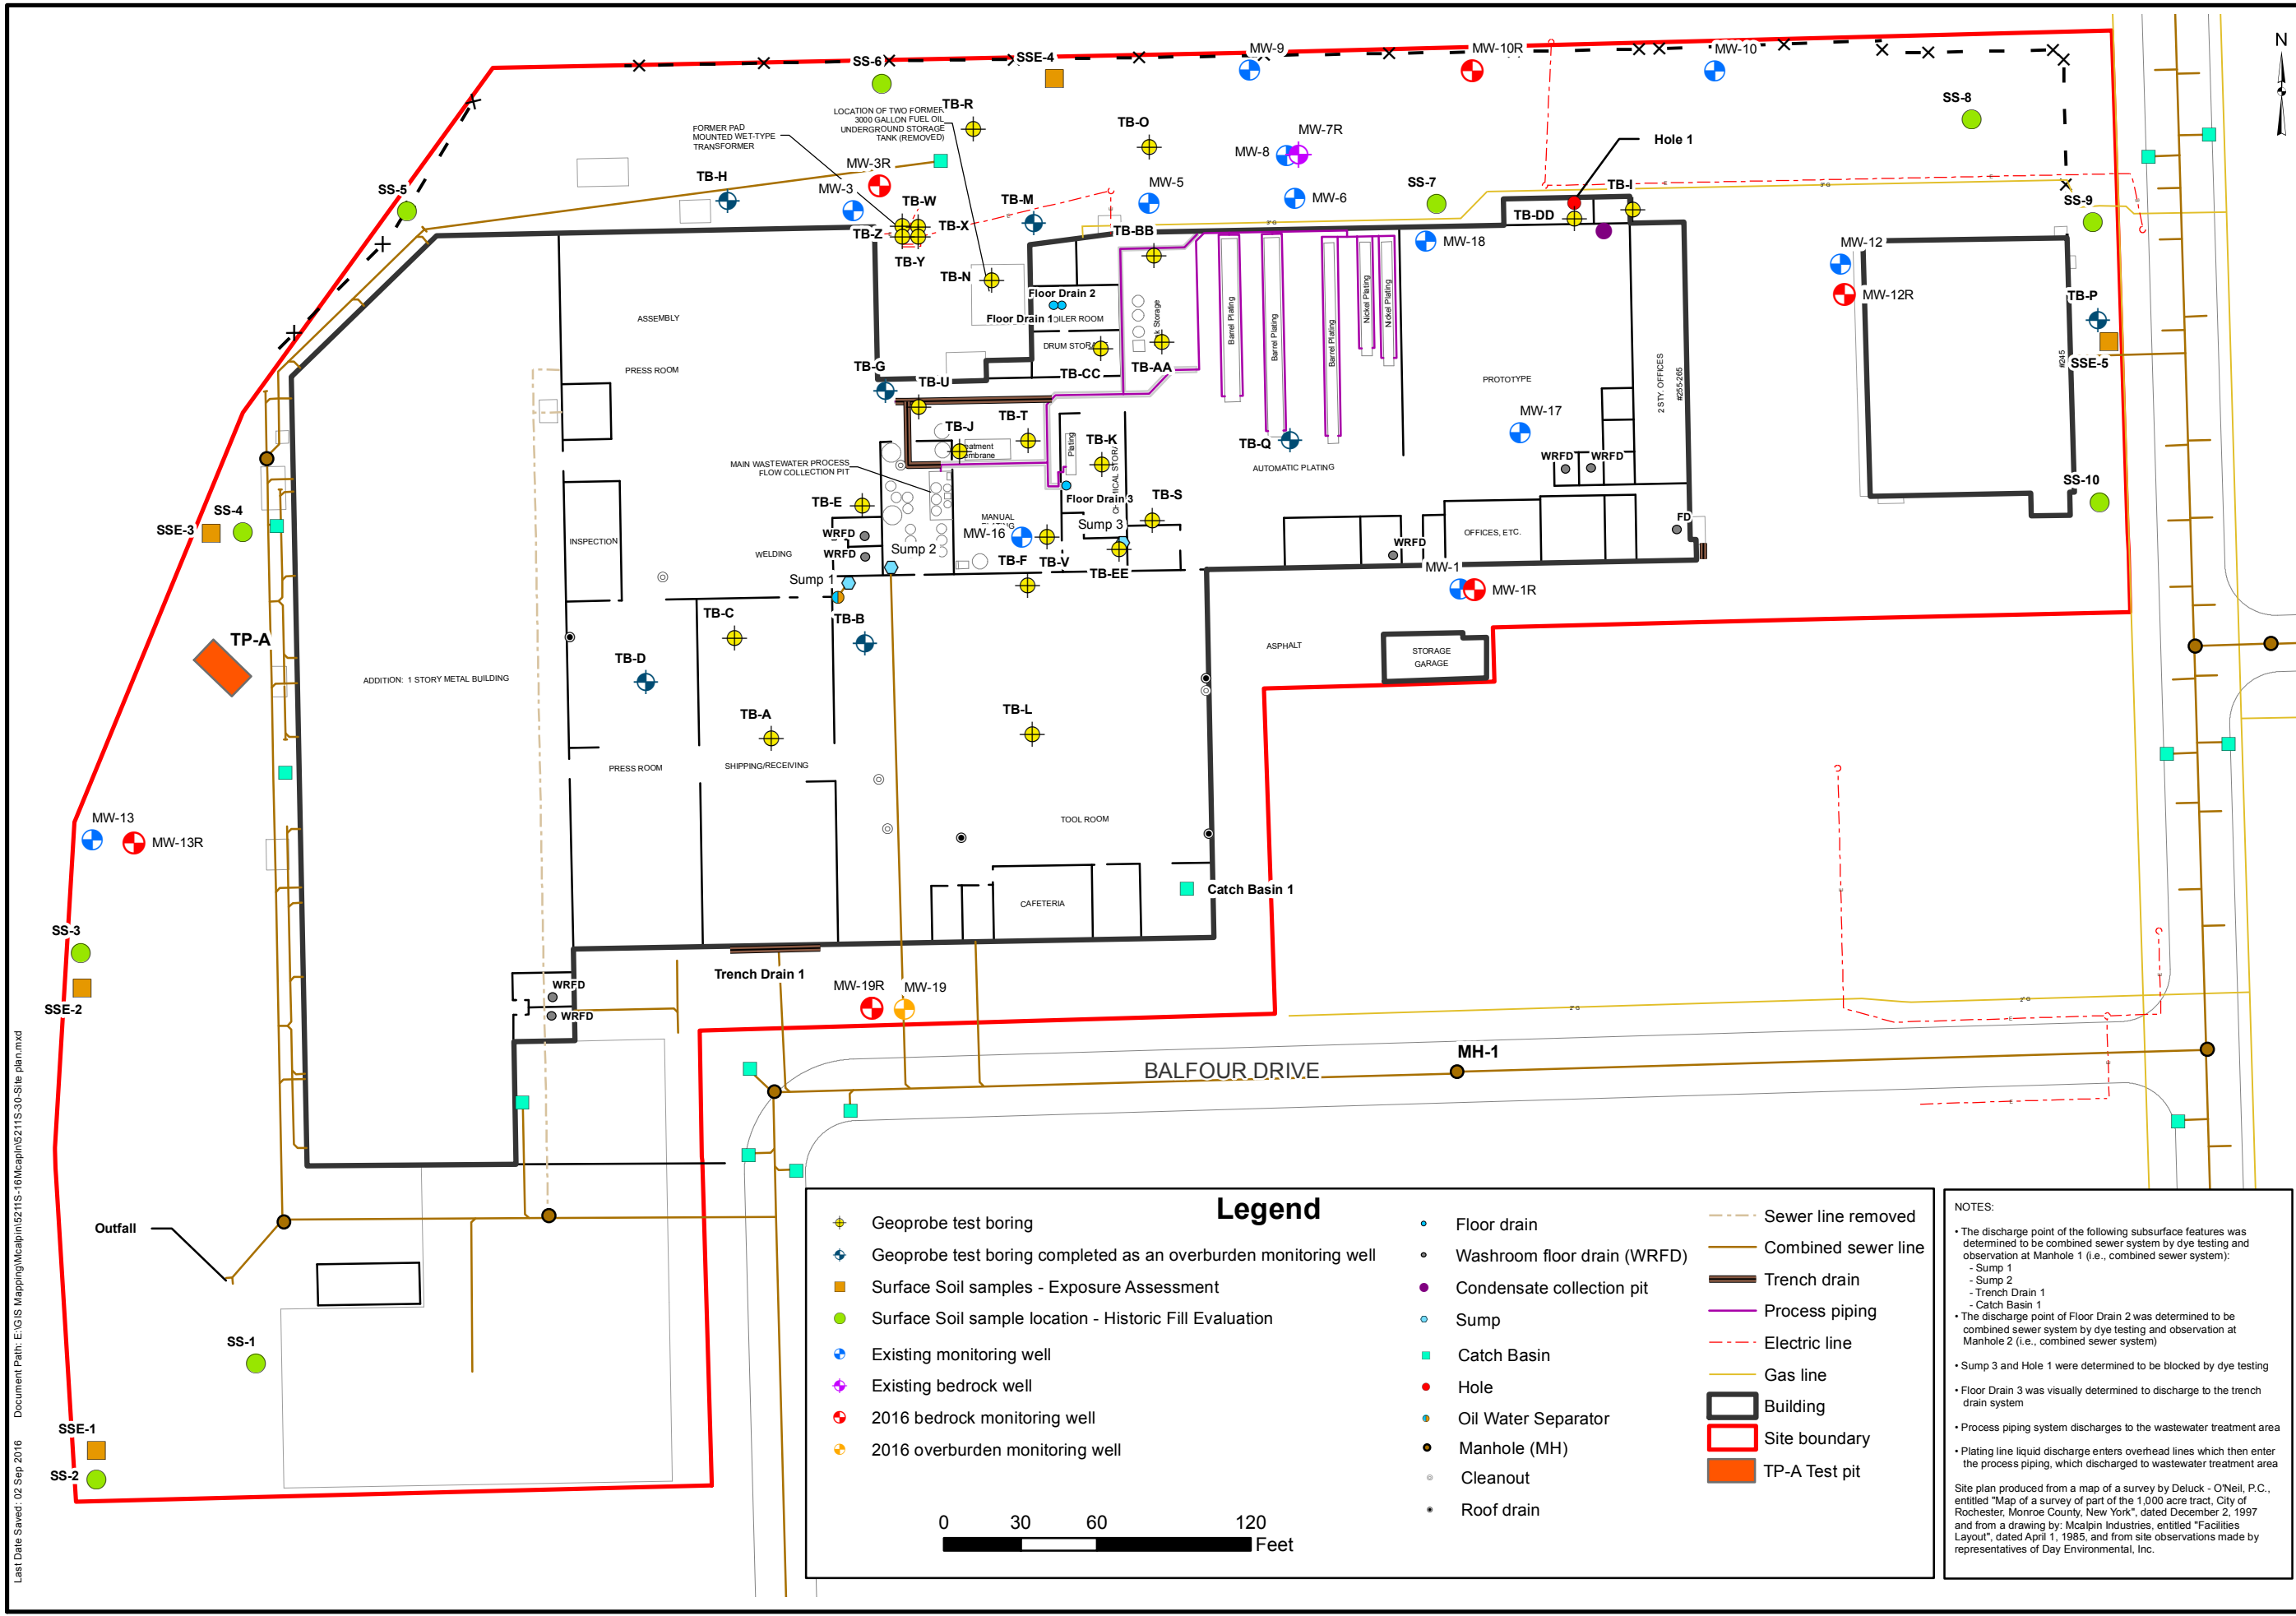 N
MW-9
MW-10R
MW-10
SSE-4
SS-6
SS-8
LOCATION OF TWO FORMER
3000 GALLON FUEL OIL
UNDERGROUND STORAGE
TANK (REMOVED)
TB-R
FORMER PAD
MOUNTED WET-TYPE
TRANSFORMER
TB-O
MW-7R
MW-8
Hole 1
MW-3R
TB-H
MW-3
SS-5
TB-W
TB-M
MW-5
MW-6
SS-7
TB-I
SS-9
TB-X
TB-Z
TB-DD
TB-BB
MW-18
MW-12
TB-Y
TB-N
Floor Drain 2
Floor Drain 1
MW-12R
TB-P
ASSEMBLY
DRUM STOR
Barrel Plating
Barrel Plating
Barrel Plating
Nickel Plating
Nickel Plating
Storage
PRESS ROOM
TB-G
TB-U
TB-CC
TB-AA
PROTOTYPE
2 STY. OFFICES
#255-265
#245
SSE-5
TB-T
TB-J
TB-K
MW-17
TB-Q
Plating
MAIN WASTEWATER PROCESS
FLOW COLLECTION PIT
AUTOMATIC PLATING
WRFD
WRFD
SS-10
TB-E
Floor Drain 3
TB-S
SS-4
SSE-3
MANUAL
MW-16
Sump 3
FD
INSPECTION
WELDING
WRFD
WRFD
Sump 2
OFFICES, ETC.
WRFD
TB-F
TB-V
TB-EE
Sump 1
MW-1
MW-1R
TB-C
TB-B
TP-A
TB-D
ASPHALT
STORAGE
GARAGE
ADDITION: 1 STORY METAL BUILDING
TB-A
TB-L
PRESS ROOM
SHIPPING/RECEIVING
MW-13
MW-13R
TOOL ROOM
Catch Basin 1
CAFETERIA
SS-3
SSE-2
Trench Drain 1
WRFD
WRFD
MW-19R
MW-19
2" G
MH-1
BALFOUR DRIVE
Outfall
SS-1
SSE-1
SS-2
Legend
Geoprobe test boring
Geoprobe test boring completed as an overburden monitoring well
Surface Soil samples - Exposure Assessment
Surface Soil sample location - Historic Fill Evaluation
Existing monitoring well
Existing bedrock well
2016 bedrock monitoring well
2016 overburden monitoring well
Floor drain
Washroom floor drain (WRFD)
Condensate collection pit
Sump
Catch Basin
Hole
Oil Water Separator
Manhole (MH)
Cleanout
Roof drain
Sewer line removed
Combined sewer line
Trench drain
Process piping
Electric line
Gas line
Building
Site boundary
TP-A Test pit
0 30 60 120
Feet
NOTES:
• The discharge point of the following subsurface features was
determined to be combined sewer system by dye testing and
observation at Manhole 1 (i.e., combined sewer system):
- Sump 1
- Sump 2
- Trench Drain 1
- Catch Basin 1
• The discharge point of Floor Drain 2 was determined to be
combined sewer system by dye testing and observation at
Manhole 2 (i.e., combined sewer system)
• Sump 3 and Hole 1 were determined to be blocked by dye testing
• Floor Drain 3 was visually determined to discharge to the trench
drain system
• Process piping system discharges to the wastewater treatment area
• Plating line liquid discharge enters overhead lines which then enter
the process piping, which discharged to wastewater treatment area
Site plan produced from a map of a survey by Deluck - O'Neil, P.C.,
entitled "Map of a survey of part of the 1,000 acre tract, City of
Rochester, Monroe County, New York", dated December 2, 1997
and from a drawing by: Mcalpin Industries, entitled "Facilities
Layout", dated April 1, 1985, and from site observations made by
representatives of Day Environmental, Inc.
Last Date Saved: 02 Sep 2016 Document Path: E:\GIS Mapping\Mcalpin\5211S-16Mcapln\5211S-30-Site plan.mxd